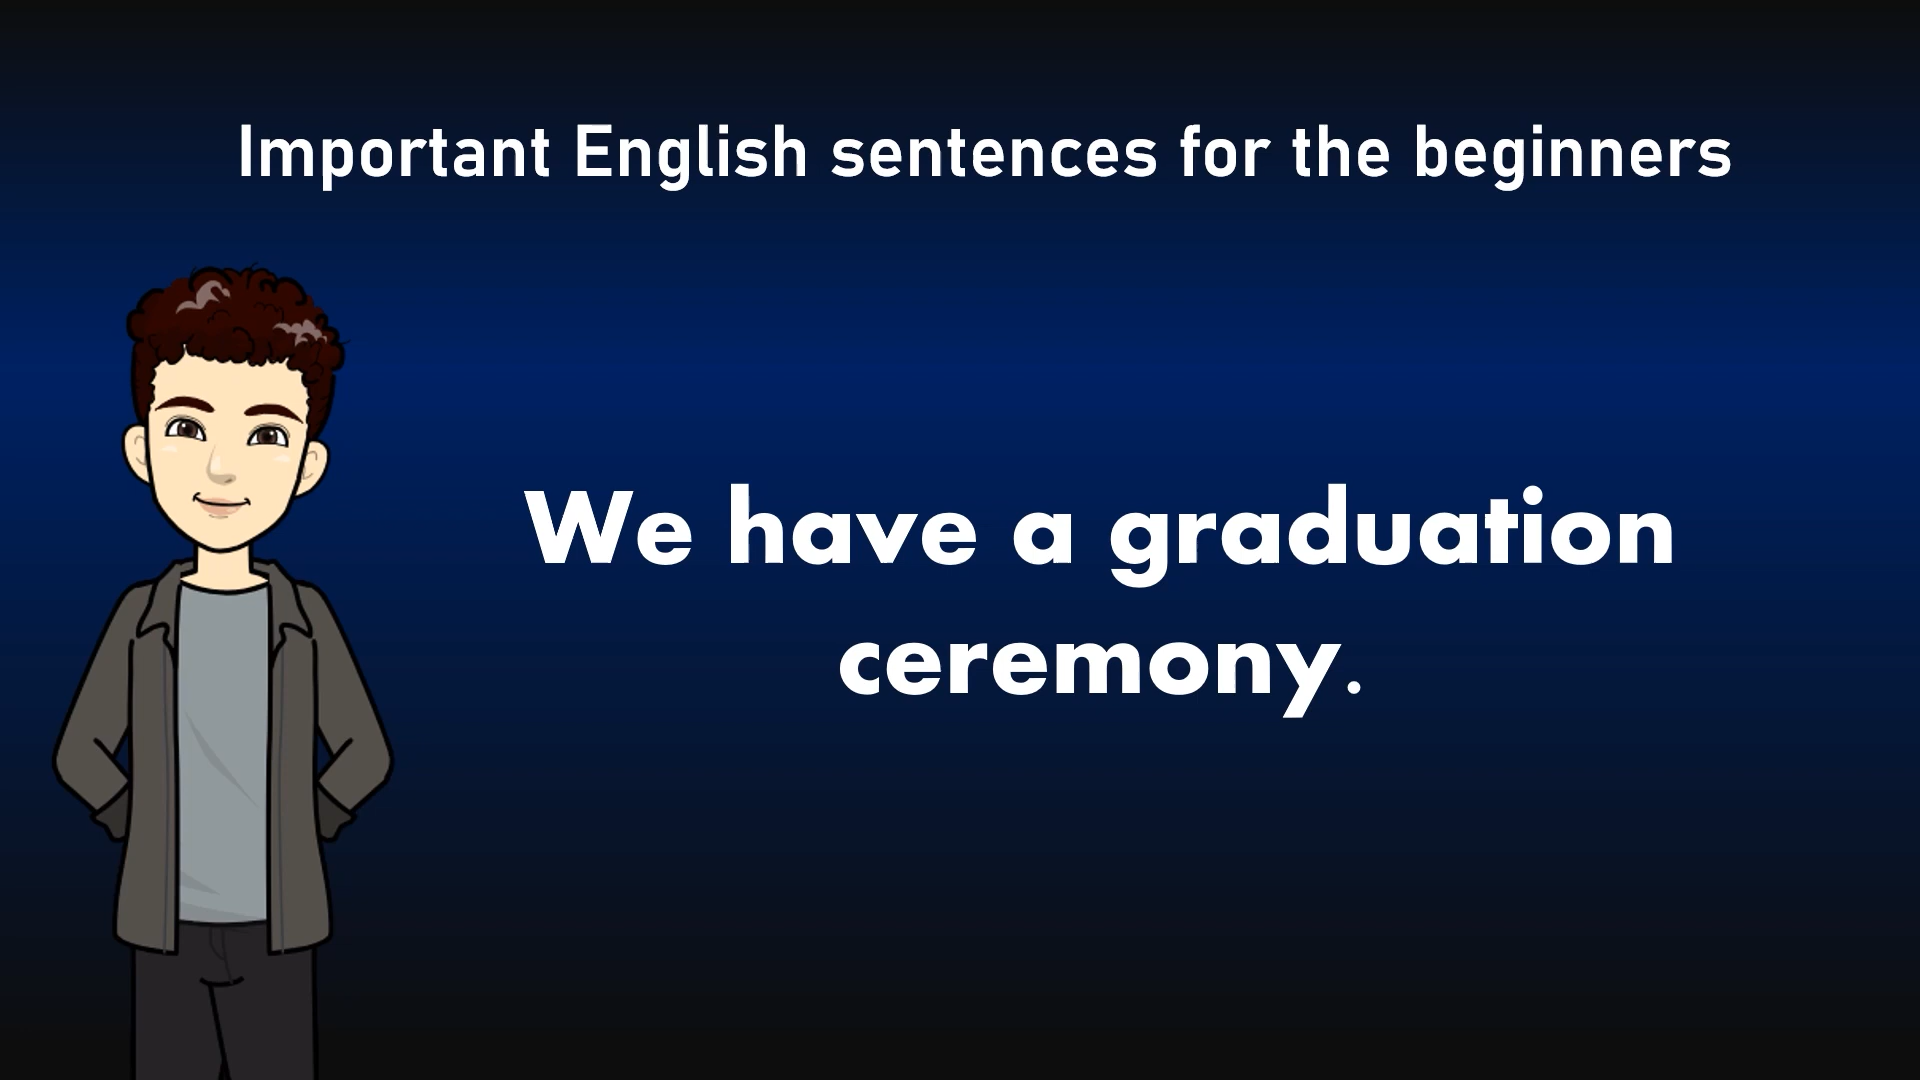 Important English sentences for the beginners
We have a graduation
ceremony.